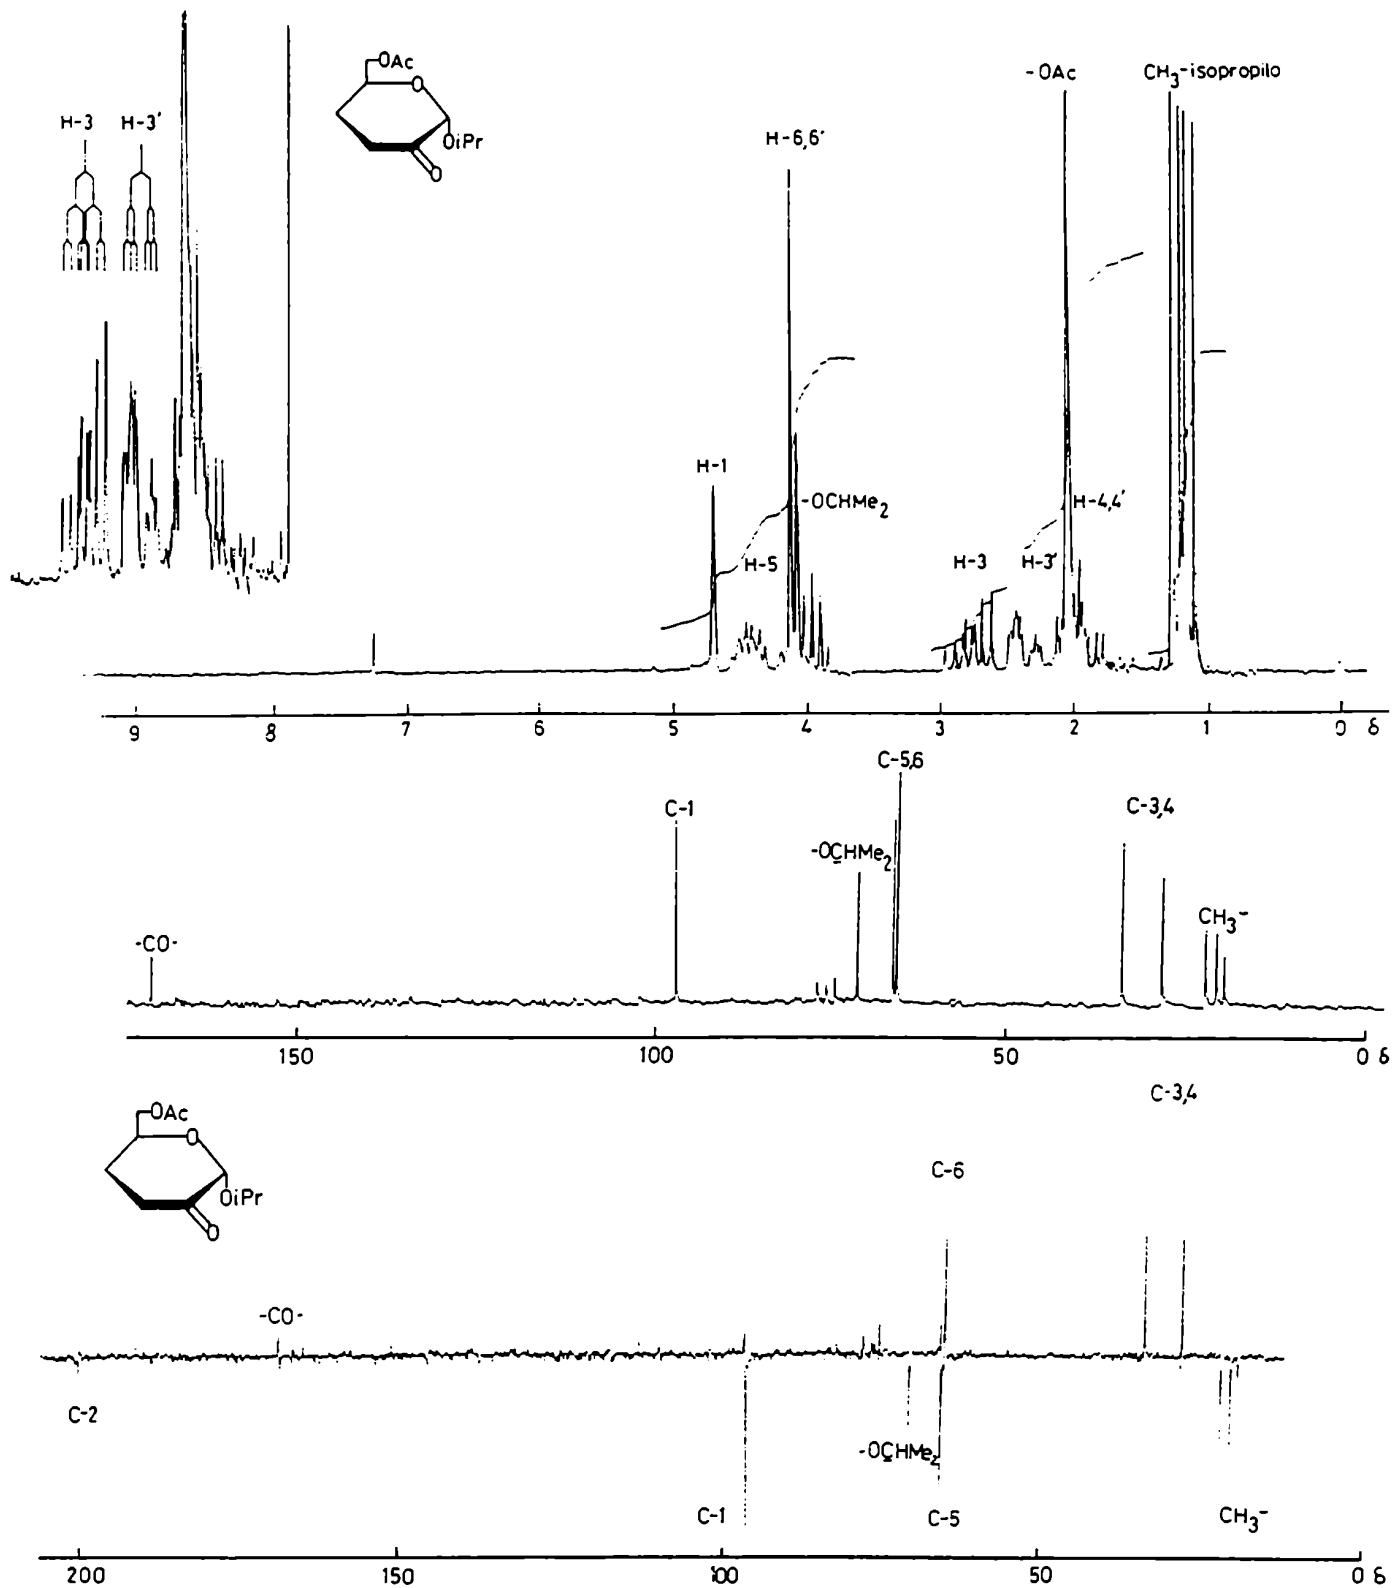 -OAc
O
OiPr
O
H-3 H-3'
-OAc CH3-isopropilo
H-6,6'
H-1
-OCHMe2
H-4,4'
H-5
H-3 H-3'
9 8 7 6 5 4 3 2 1 0 δ
C-5,6
C-1
-OCHMe2
C-3,4
-CO-
CH3-
150 100 50 0 δ
C-3,4
-OAc
O
OiPr
O
C-6
-CO-
C-2
-OCHMe2
C-1 C-5 CH3-
200 150 100 50 0 δ